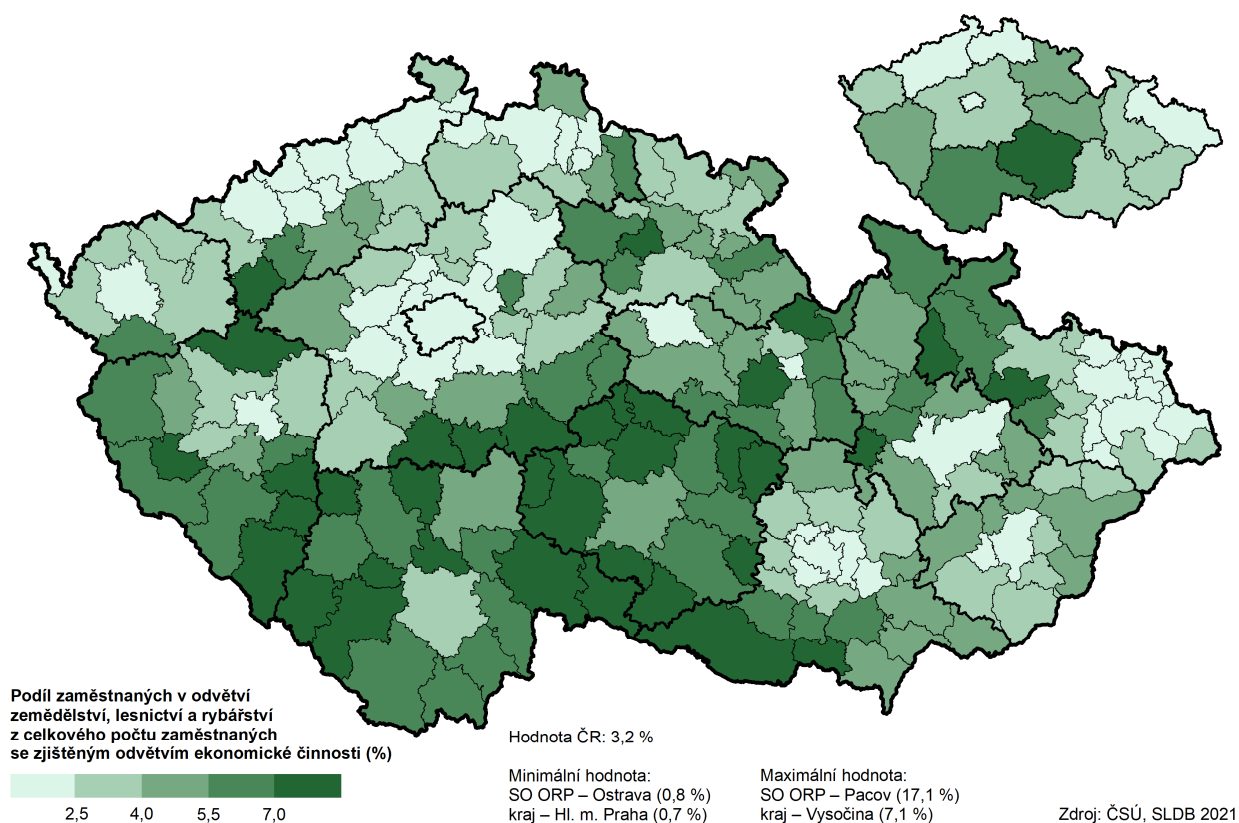 Podíl zaměstnaných v odvětví
zemědělství, lesnictví a rybářství
z celkového počtu zaměstnaných
se zjištěným odvětvím ekonomické činnosti (%)
2,5 4,0 5,5 7,0
Hodnota ČR: 3,2 %
Minimální hodnota:
SO ORP – Ostrava (0,8 %)
kraj – Hl. m. Praha (0,7 %)
Maximální hodnota:
SO ORP – Pacov (17,1 %)
kraj – Vysočina (7,1 %)
Zdroj: ČSÚ, SLDB 2021